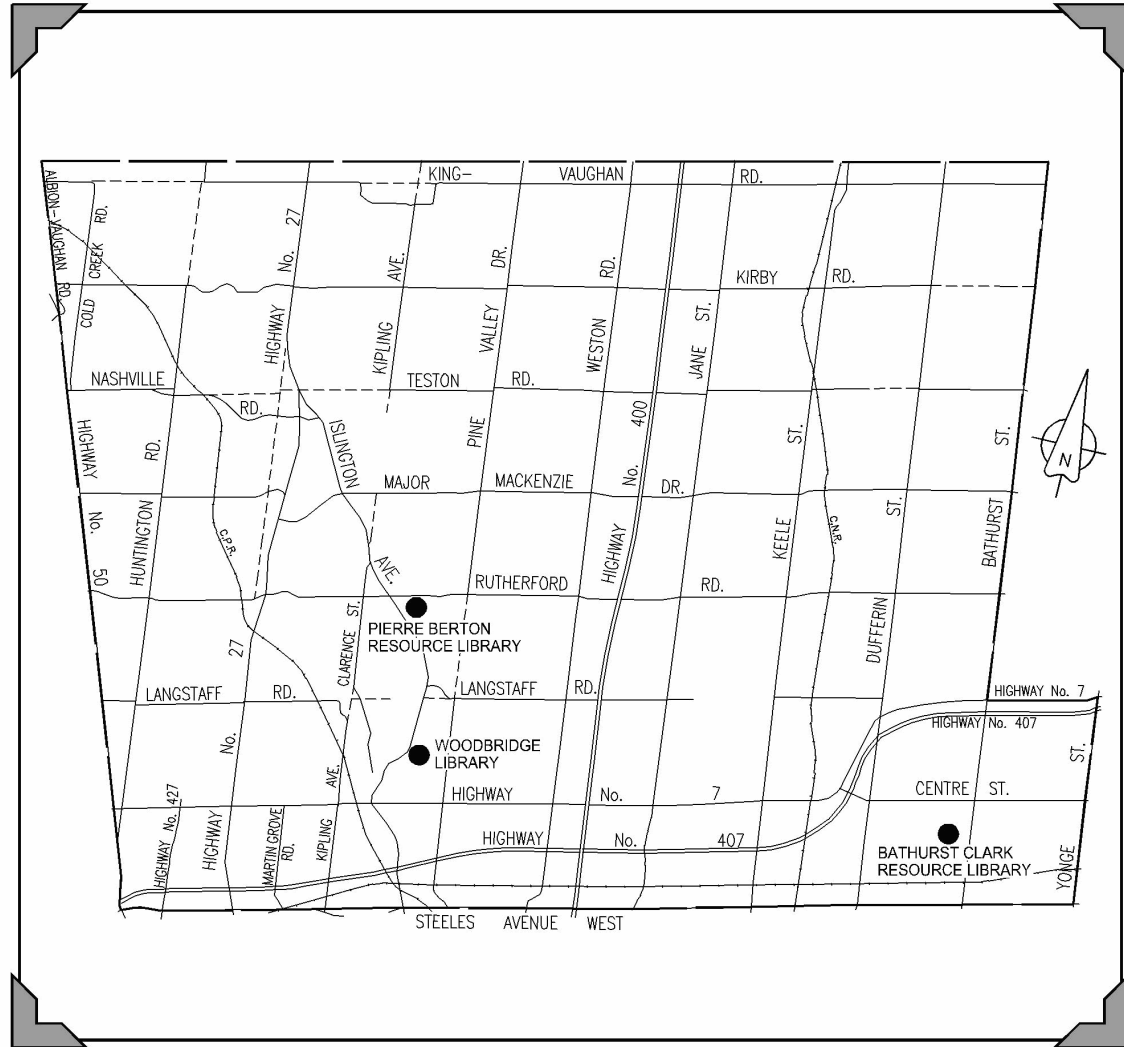 KING-
VAUGHAN
RD.
ALBION-VAUGHAN RD.
COLD
CREEK
RD.
HIGHWAY
No.
27
KIPLING
AVE.
PINE
VALLEY
DR.
WESTON
RD.
JANE
ST.
KIRBY
RD.
NASHVILLE
RD.
TESTON
RD.
HIGHWAY
No.
50
HUNTINGTON
RD.
ISLINGTON
AVE.
MAJOR
MACKENZIE
DR.
HIGHWAY
No.
400
KEELE
ST.
C.N.R.
DUFFERIN
ST.
BATHURST
ST.
N
C.P.R.
RUTHERFORD
RD.
PIERRE BERTON
RESOURCE LIBRARY
CLARENCE
ST.
LANGSTAFF
RD.
LANGSTAFF
RD.
HIGHWAY No. 7
HIGHWAY No. 407
HIGHWAY
No.
27
WOODBRIDGE
LIBRARY
HIGHWAY
No.
7
CENTRE
ST.
HIGHWAY No. 427
MARTIN GROVE
RD.
KIPLING
AVE.
HIGHWAY
No.
407
BATHURST CLARK
RESOURCE LIBRARY
YONGE
ST.
STEELES
AVENUE
WEST